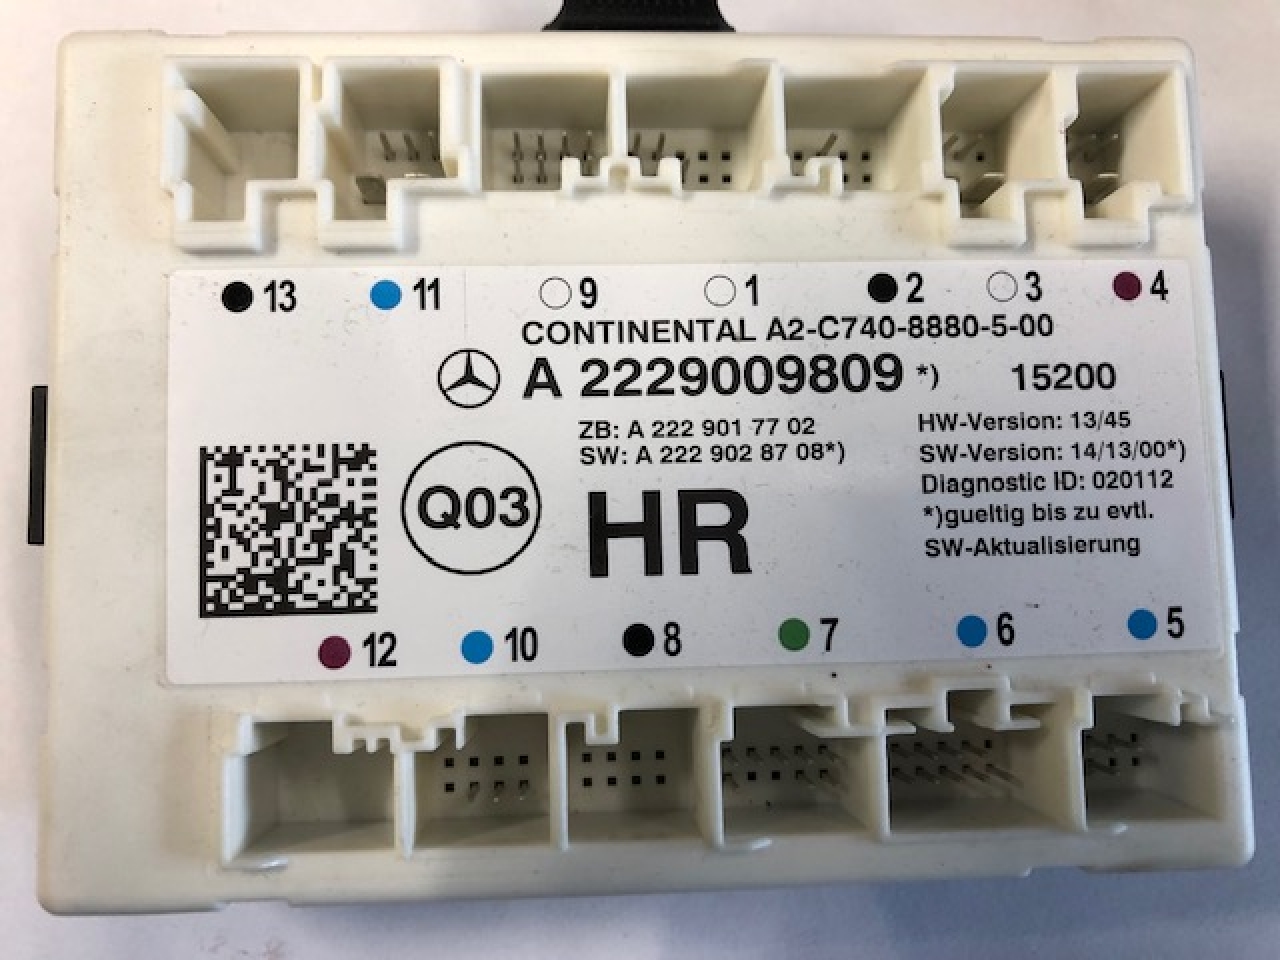 13 11 9 1 2 3 4
CONTINENTAL A2-C740-8880-5-00
A 2229009809 *) 15200
ZB: A 222 901 77 02
SW: A 222 902 87 08*)
HW-Version: 13/45
SW-Version: 14/13/00*)
Diagnostic ID: 020112
*)gueltig bis zu evtl.
SW-Aktualisierung
Q03
HR
12 10 8 7 6 5